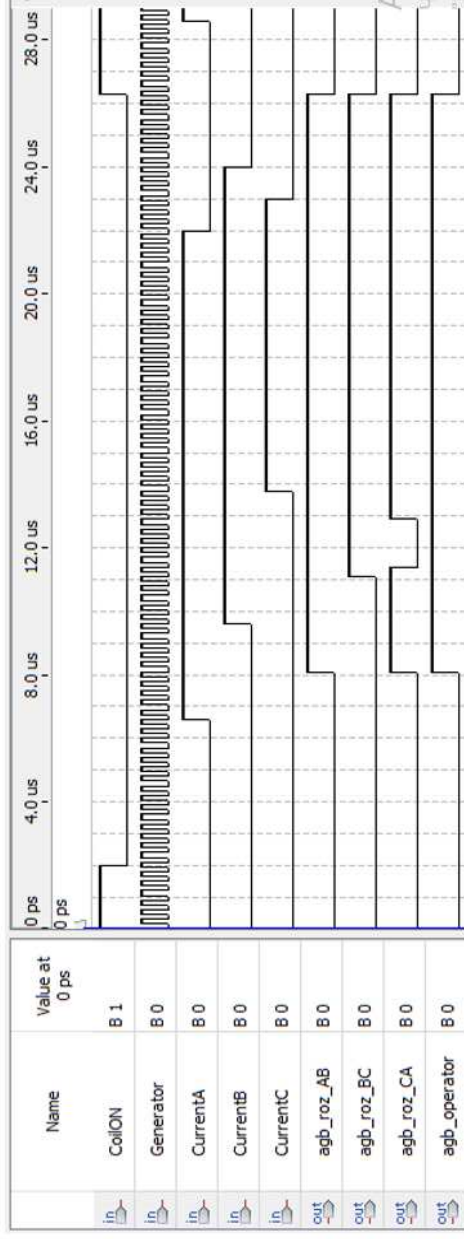 Name
Value at
0 ps
0 ps
4.0 us
8.0 us
12.0 us
16.0 us
20.0 us
24.0 us
28.0 us
0 ps
in
CoilON
B 1
in
Generator
B 0
in
CurrentA
B 0
in
CurrentB
B 0
in
CurrentC
B 0
out
agb_roz_AB
B 0
out
agb_roz_BC
B 0
out
agb_roz_CA
B 0
out
agb_operator
B 0